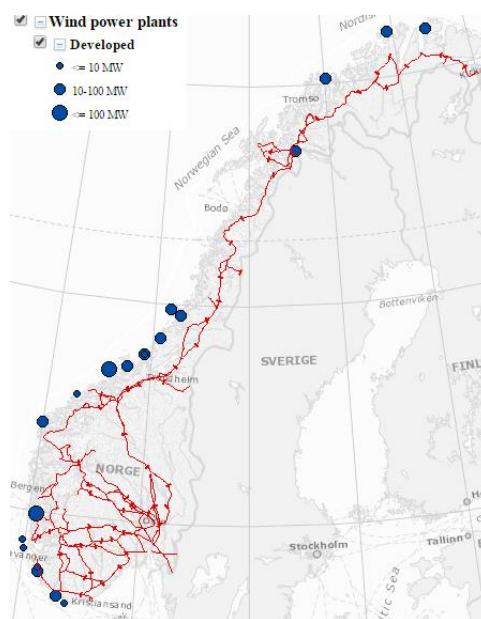 Wind power plants
Developed
<= 10 MW
10-100 MW
<= 100 MW
Tromsø
Norwegian Sea
Bodø
Bottenviken
SVERIGE
NORGE
Bergen
Stockholm
Tallinn
Kristiansand